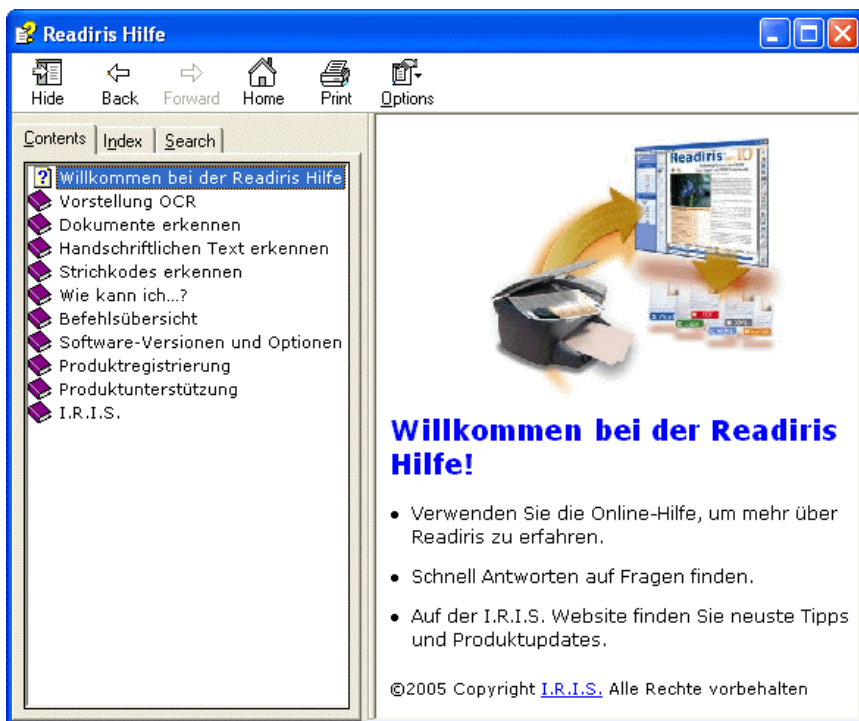 Readiris Hilfe
Hide Back Forward Home Print Options
Contents Index Search
Willkommen bei der Readiris Hilfe
Vorstellung OCR
Dokumente erkennen
Handschriftlichen Text erkennen
Strichkodes erkennen
Wie kann ich...?
Befehlsübersicht
Software-Versionen und Optionen
Produktregistrierung
Produktunterstützung
I.R.I.S.
Readiris 10
Willkommen bei der Readiris
Hilfe!
• Verwenden Sie die Online-Hilfe, um mehr über
Readiris zu erfahren.
• Schnell Antworten auf Fragen finden.
• Auf der I.R.I.S. Website finden Sie neuste Tipps
und Produktupdates.
©2005 Copyright I.R.I.S. Alle Rechte vorbehalten